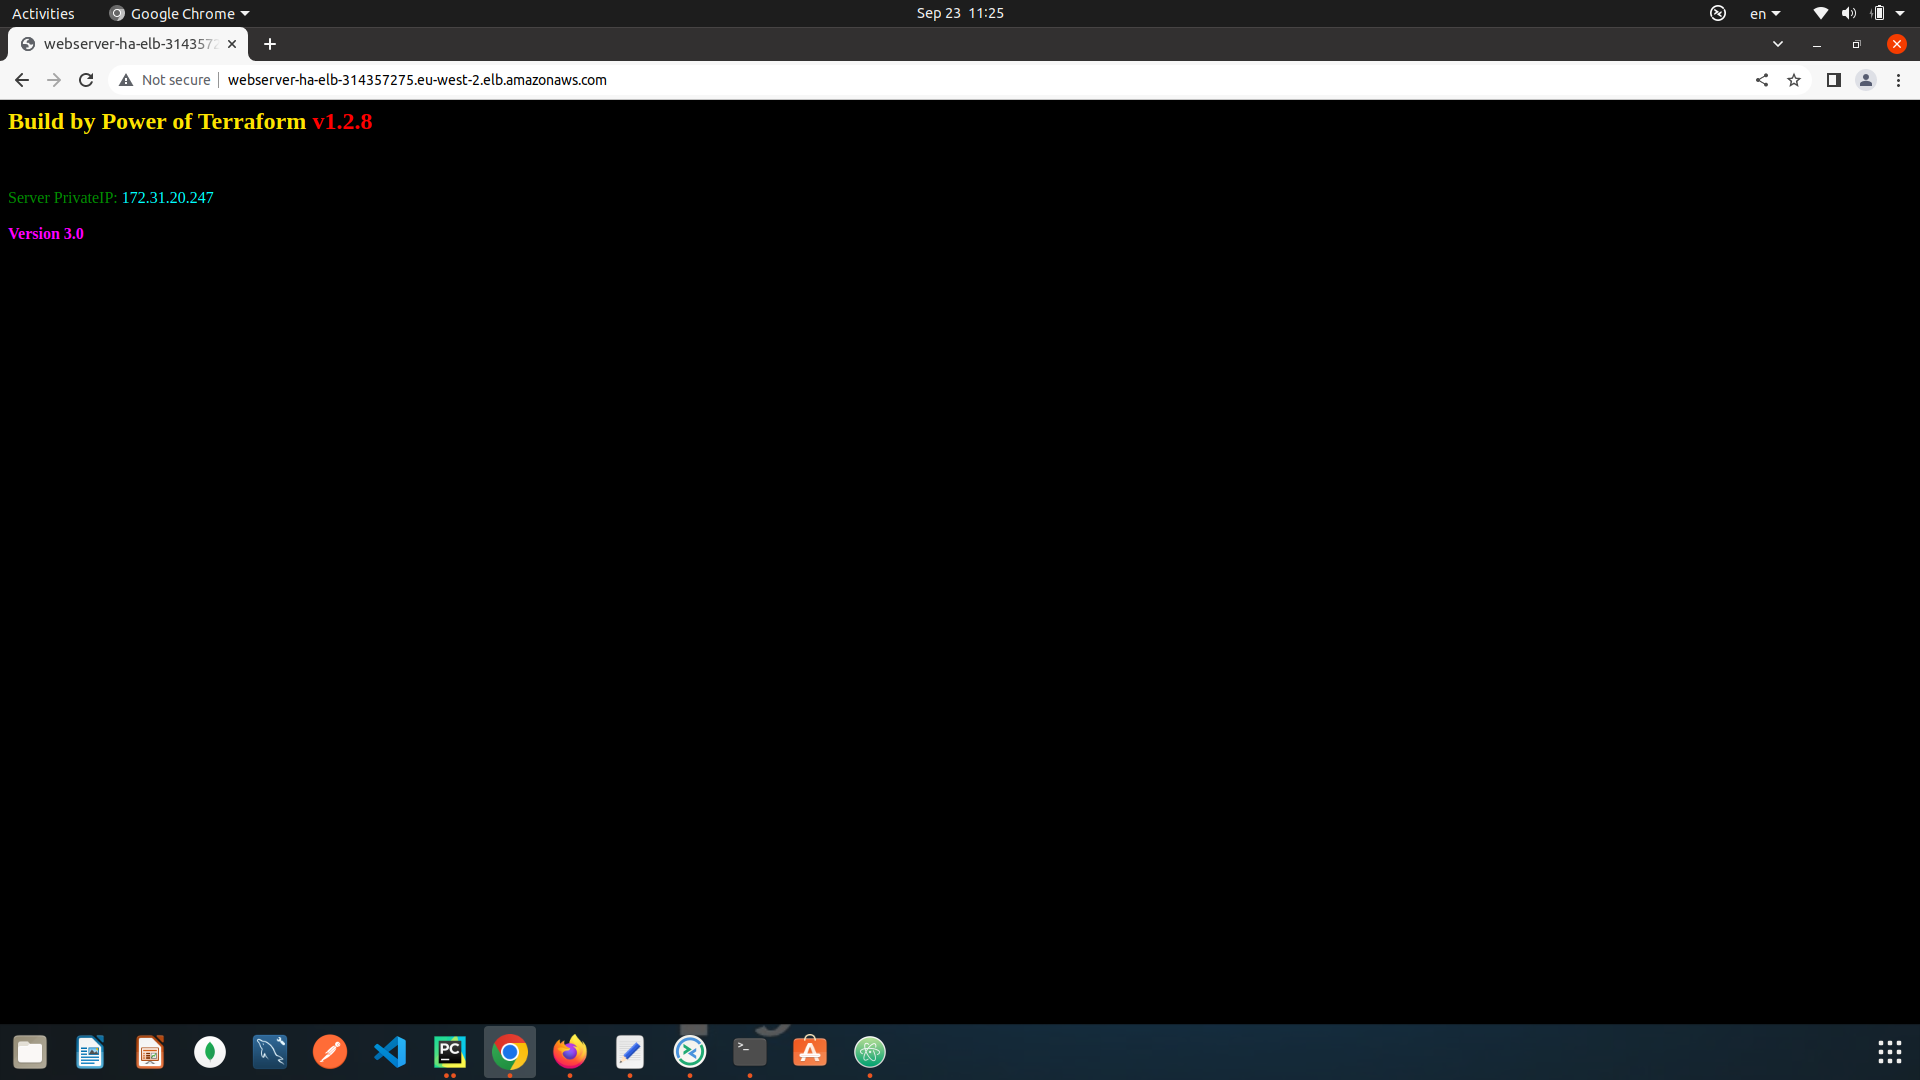 Activities Google Chrome Sep 23 11:25 en
webserver-ha-elb-3143572
Not secure webserver-ha-elb-314357275.eu-west-2.elb.amazonaws.com
Build by Power of Terraform v1.2.8
Server PrivateIP: 172.31.20.247
Version 3.0
PC